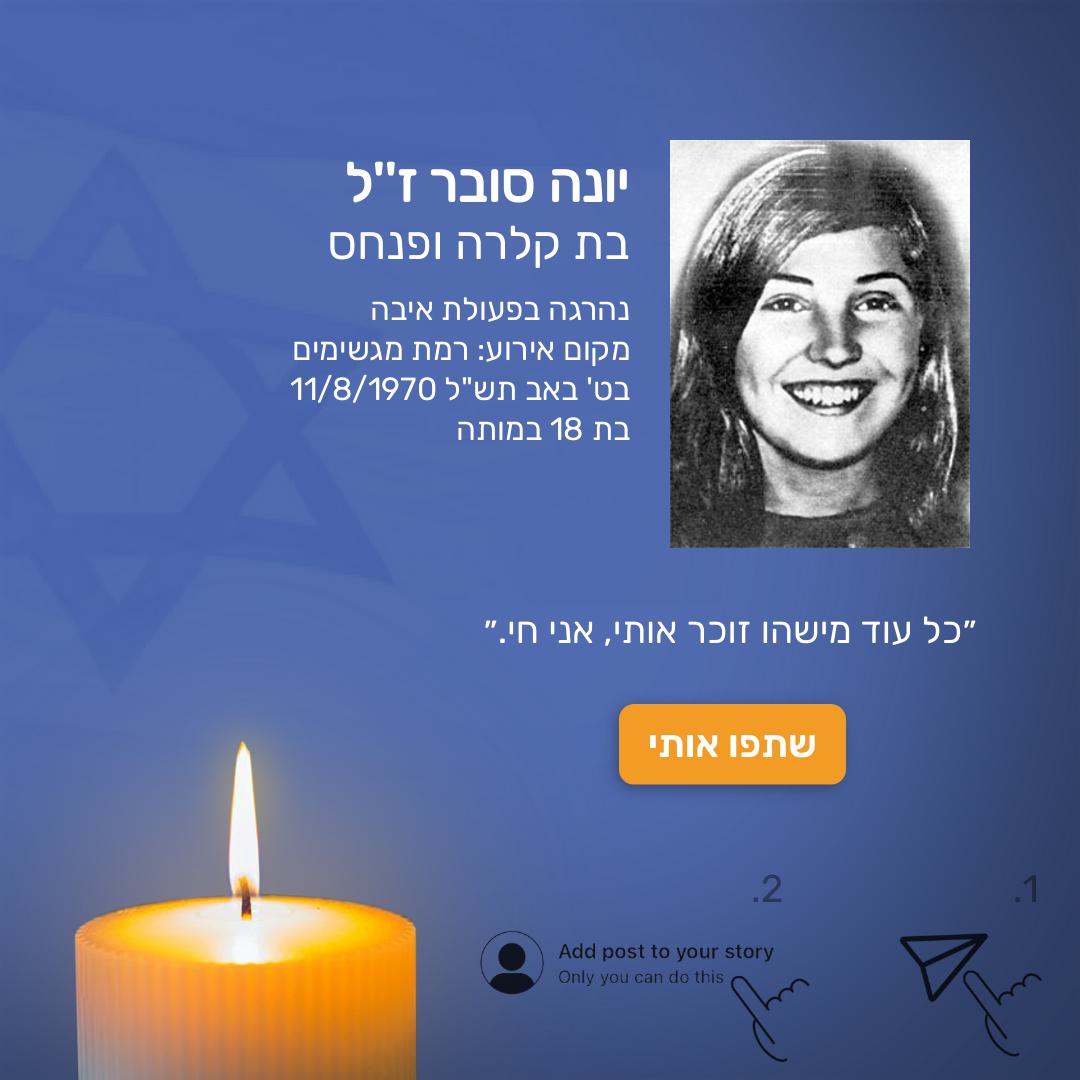 יונה סובר ז"ל
בת קלרה ופנחס
נהרגה בפעולת איבה
מקום אירוע: רמת מגשימים
בט' באב תש"ל 11/8/1970
בת 18 במותה
״כל עוד מישהו זוכר אותי, אני חי.״
שתפו אותי
1.
2.
Add post to your story
Only you can do this